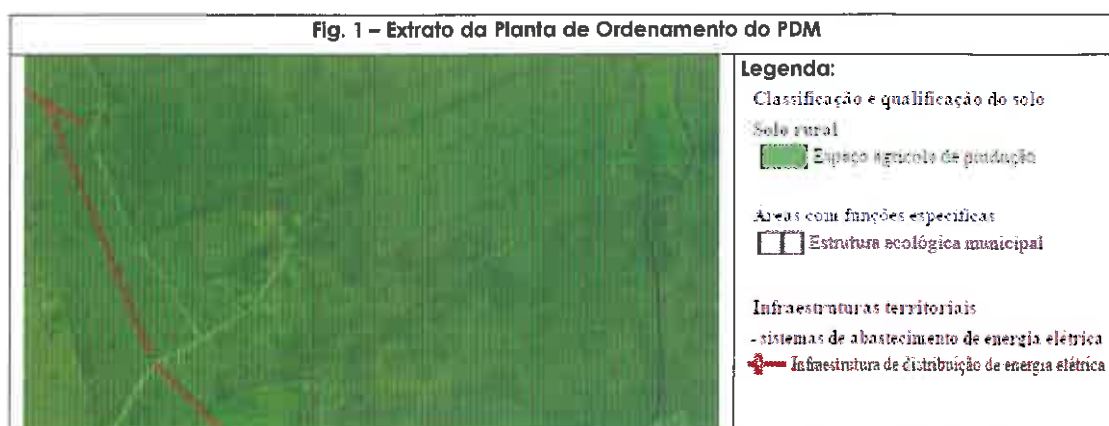 Fig. 1 – Extrato da Planta de Ordenamento do PDM
Legenda:
Classificação e qualificação do solo
Solo rural
Espaço agrícola de produção
Áreas com funções específicas
Estrutura ecológica municipal
Infraestruturas territoriais
- sistemas de abastecimento de energia elétrica
Infraestrutura de distribuição de energia elétrica